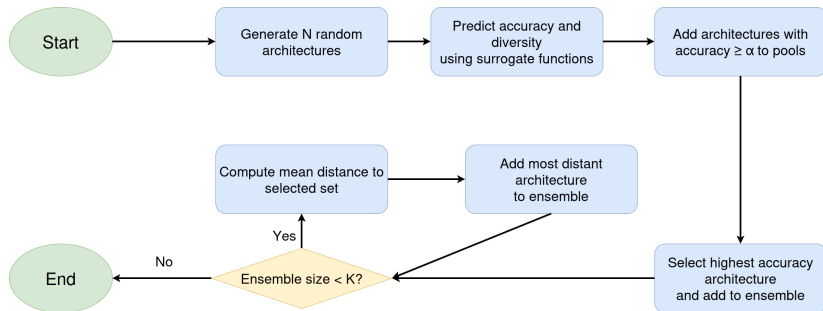 Start
Generate N random
architectures
Predict accuracy and
diversity
using surrogate functions
Add architectures with
accuracy ≥ α to pools
Compute mean distance to
selected set
Add most distant
architecture
to ensemble
Yes
No
End
Ensemble size < K?
Select highest accuracy
architecture
and add to ensemble